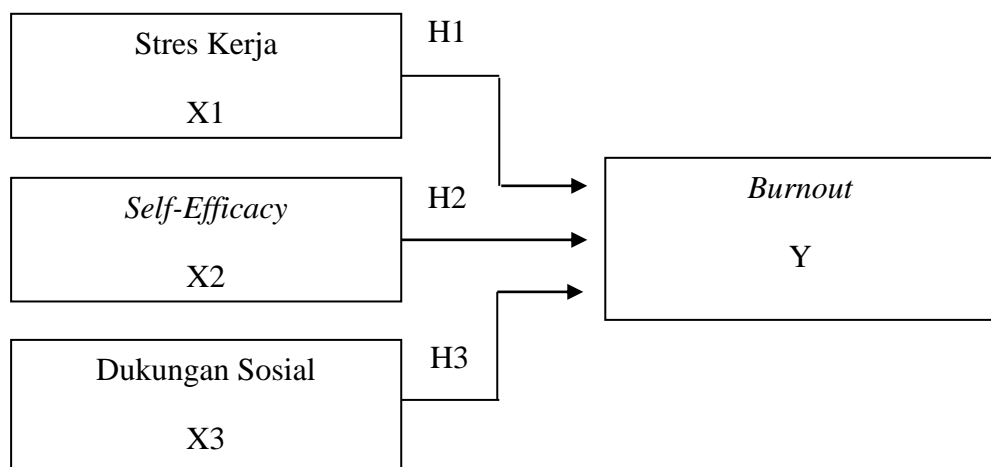 Stres Kerja
X1
H1
Self-Efficacy
X2
H2
Dukungan Sosial
X3
H3
Burnout
Y